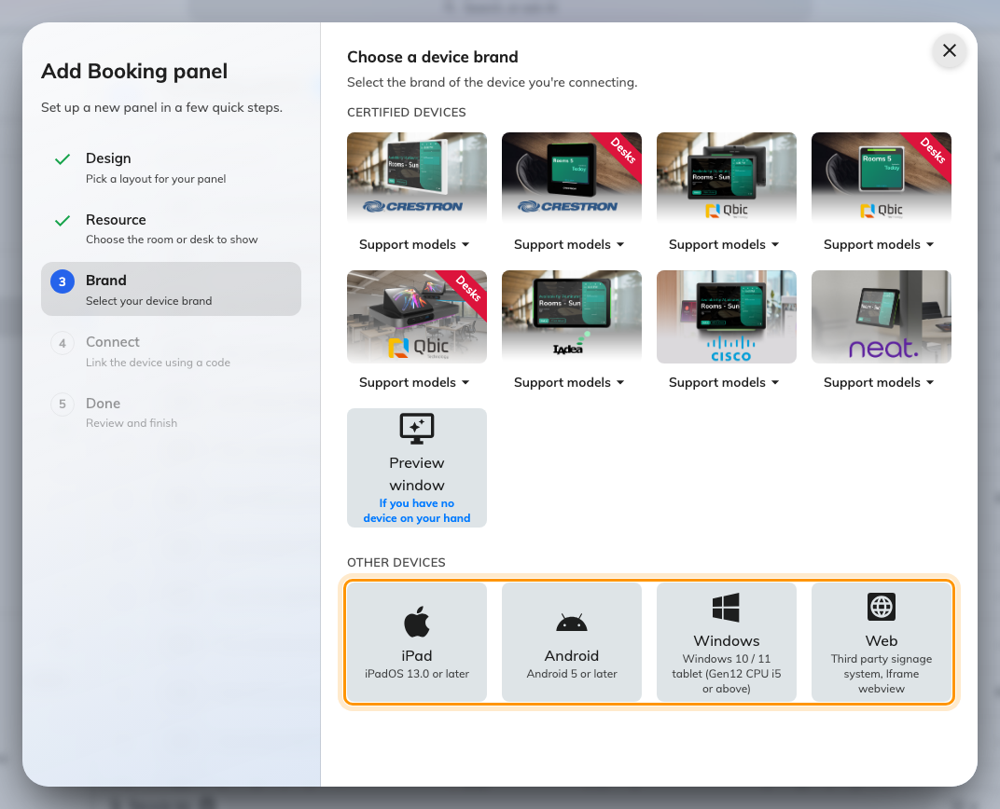 Add Booking panel
Set up a new panel in a few quick steps.
Design
Pick a layout for your panel
Resource
Choose the room or desk to show
3
Brand
Select your device brand
4
Connect
Link the device using a code
5
Done
Review and finish
Choose a device brand
Select the brand of the device you're connecting.
CERTIFIED DEVICES
Rooms - Sun
CRESTRON
Support models
Desks
Rooms 5
Today
CRESTRON
Support models
Rooms - Sun
Qbic
Support models
Desks
Rooms 5
Today
Qbic
Support models
Desks
Qbic
Technology
Support models
Rooms - Sun
IAdea
Support models
Rooms - Sun
CISCO
Support models
Rooms - Sun
neat.
Support models
Preview
window
If you have no
device on your hand
OTHER DEVICES
iPad
iPadOS 13.0 or later
Android
Android 5 or later
Windows
Windows 10 / 11
tablet (Gen12 CPU i5
or above)
Web
Third party signage
system, Iframe
webview